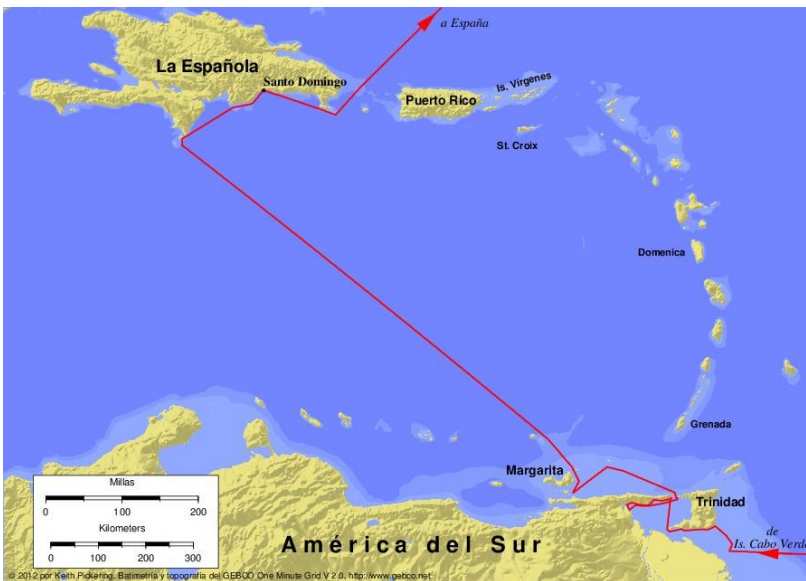 a España
La Española
Santo Domingo
Is. Virgenes
Puerto Rico
St. Croix
Domenica
Grenada
Margarita
Trinidad
de
Is. Cabo Verde
América del Sur
Millas
0 100 200
Kilometers
0 100 200 300
© 2012 por Keith Pickering. Batimetría y topografía del GEBCO One Minute Grid V 2.0, http://www.gebco.net